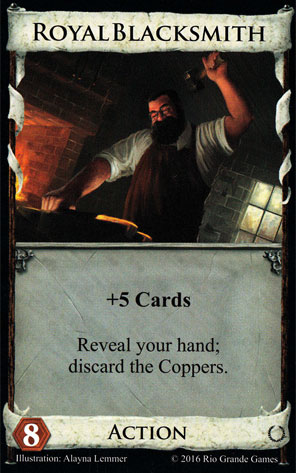 ROYAL BLACKSMITH
+5 Cards
Reveal your hand;
discard the Coppers.
8 ACTION
Illustration: Alayna Lemmer © 2016 Rio Grande Games